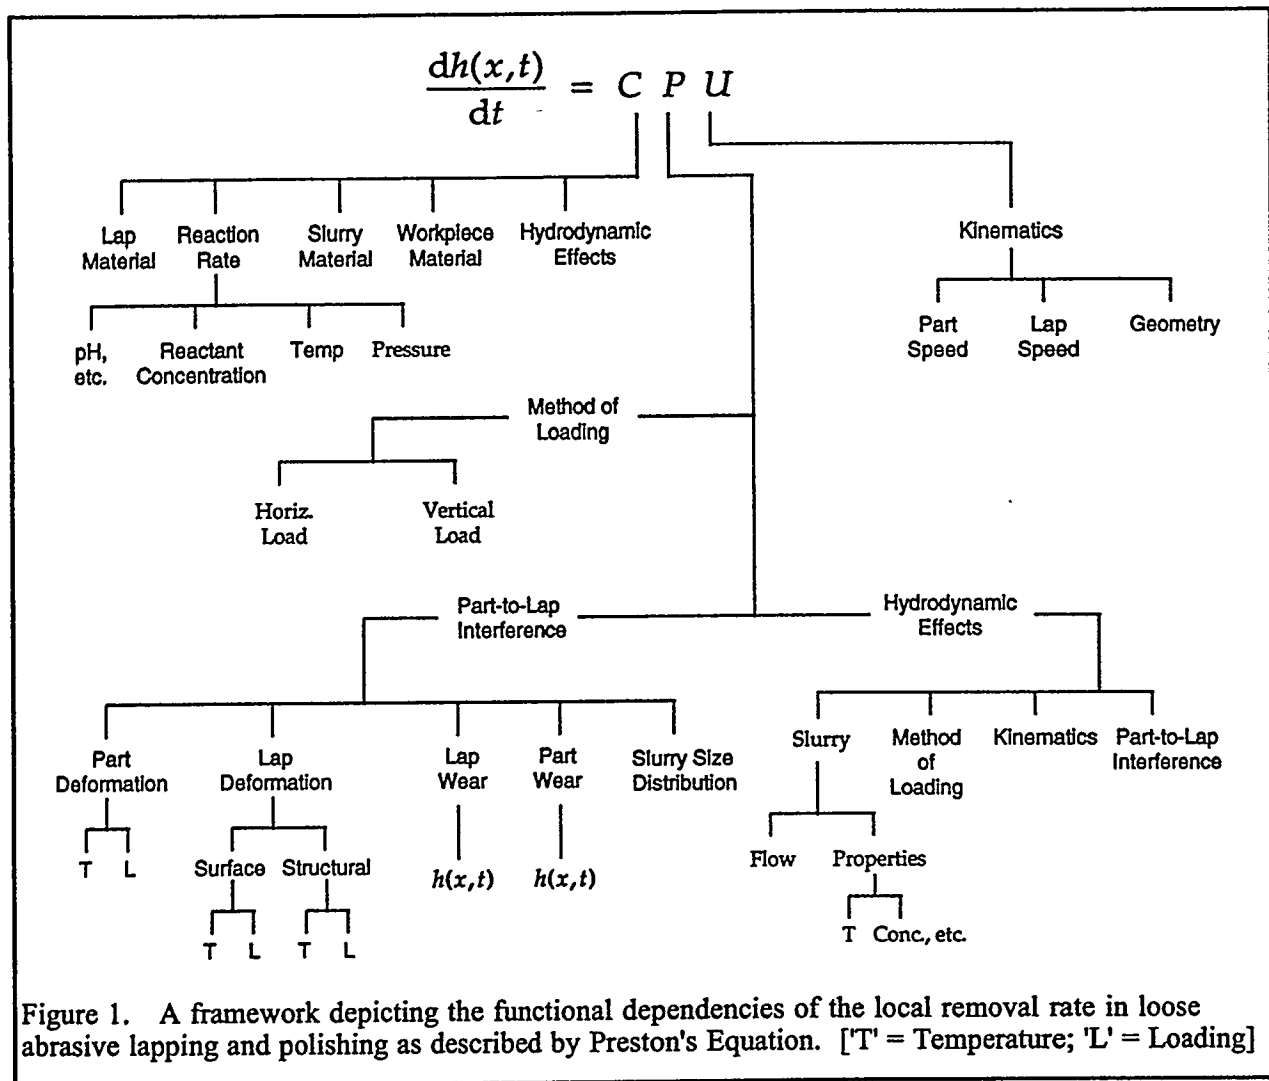 dh(x,t)
dt
= C P U
Lap Material
Reaction Rate
Slurry Material
Workpiece Material
Hydrodynamic Effects
Kinematics
pH, etc.
Reactant Concentration
Temp
Pressure
Part Speed
Lap Speed
Geometry
Method of Loading
Horiz. Load
Vertical Load
Part-to-Lap Interference
Hydrodynamic Effects
Part Deformation
Lap Deformation
Lap Wear
Part Wear
Slurry Size Distribution
Slurry
Method of Loading
Kinematics
Part-to-Lap Interference
T L
Surface Structural
h(x,t) h(x,t)
Flow Properties
T L T L
T Conc., etc.
Figure 1. A framework depicting the functional dependencies of the local removal rate in loose
abrasive lapping and polishing as described by Preston's Equation. ['T' = Temperature; 'L' = Loading]